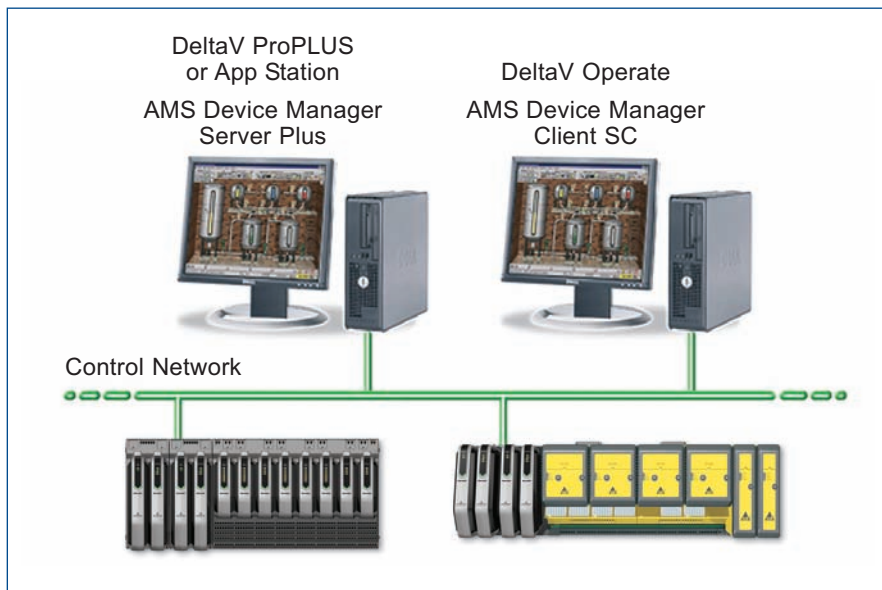 DeltaV ProPLUS
or App Station
AMS Device Manager
Server Plus
DeltaV Operate
AMS Device Manager
Client SC
Control Network